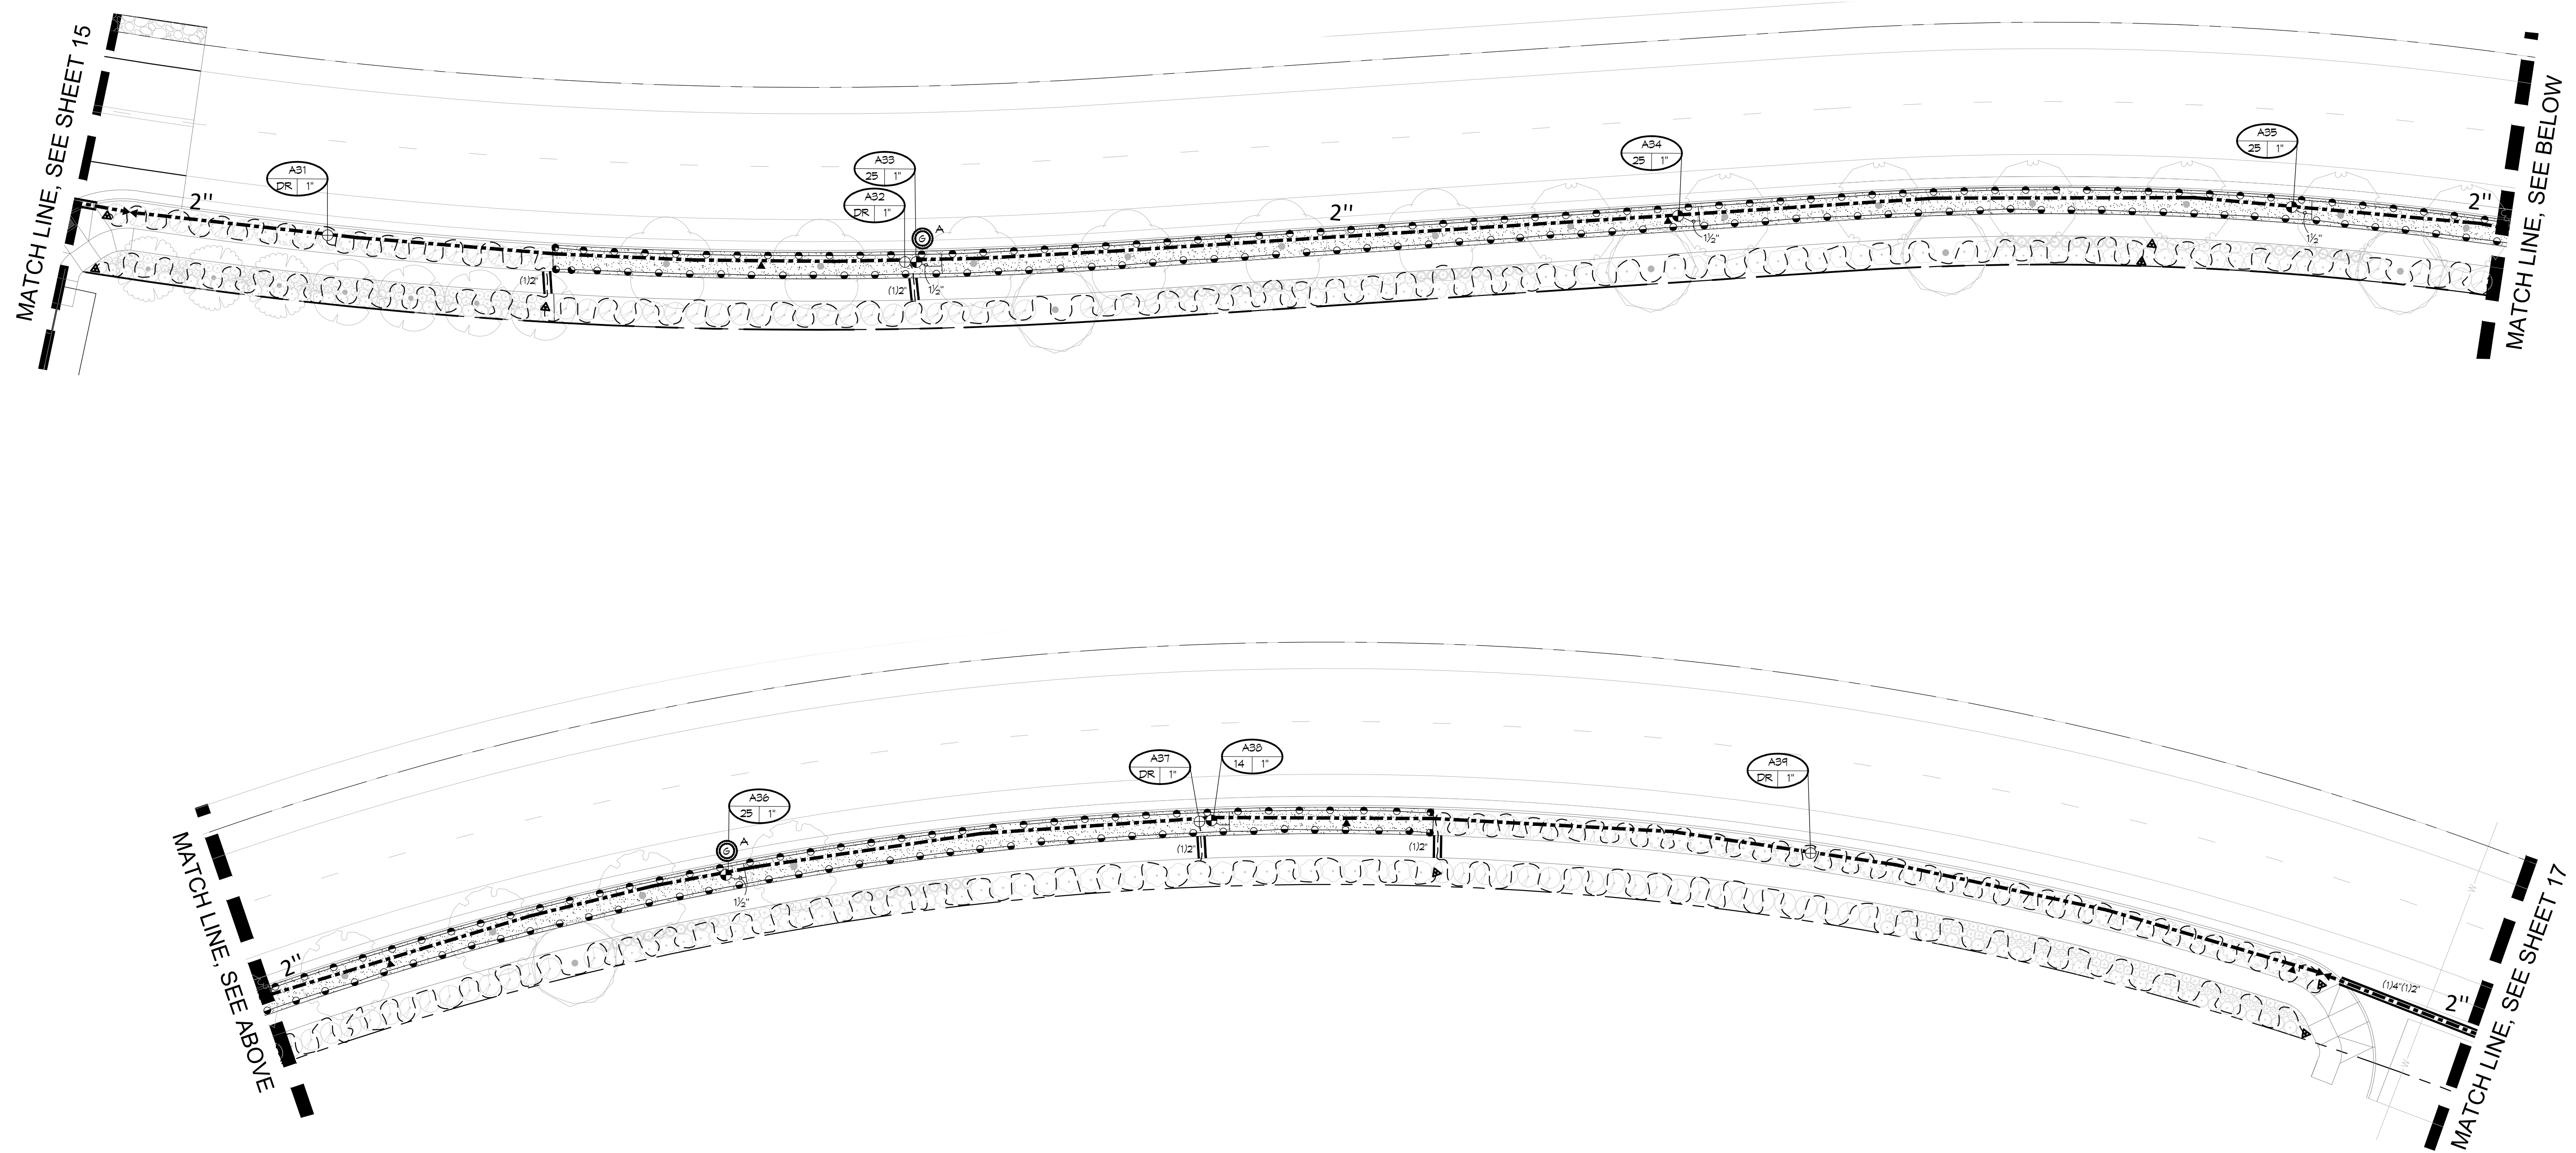 MATCH LINE, SEE SHEET 15
A31
DR 1"
2"
A33
25 1"
A32
DR 1"
G A
(1)2"
(1)2"
1½"
2"
A34
25 1"
1½"
A35
25 1"
1½"
2"
MATCH LINE, SEE BELOW
MATCH LINE, SEE ABOVE
2"
A36
25 1"
G A
1½"
A37
DR 1"
A38
14 1"
(1)2"
(1)2"
A39
DR 1"
(1)4"(1)2"
2"
W
W
MATCH LINE, SEE SHEET 17